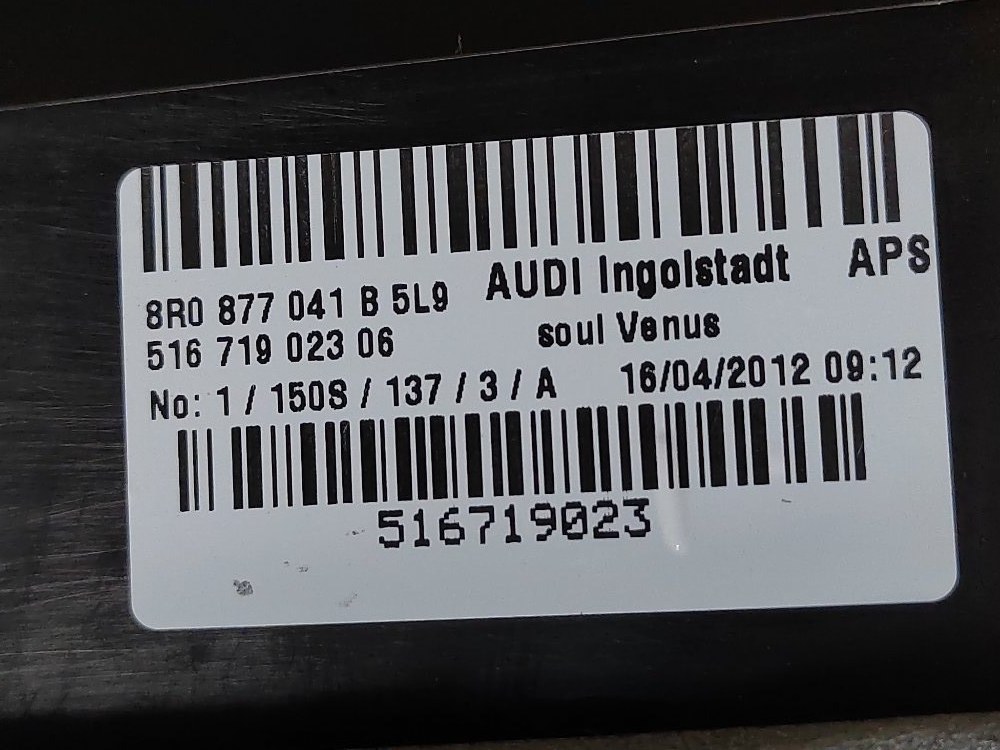 8R0 877 041 B 5L9 AUDI Ingolstadt APS
516 719 023 06 soul Venus
No: 1 / 150S / 137 / 3 / A 16/04/2012 09:12
516719023